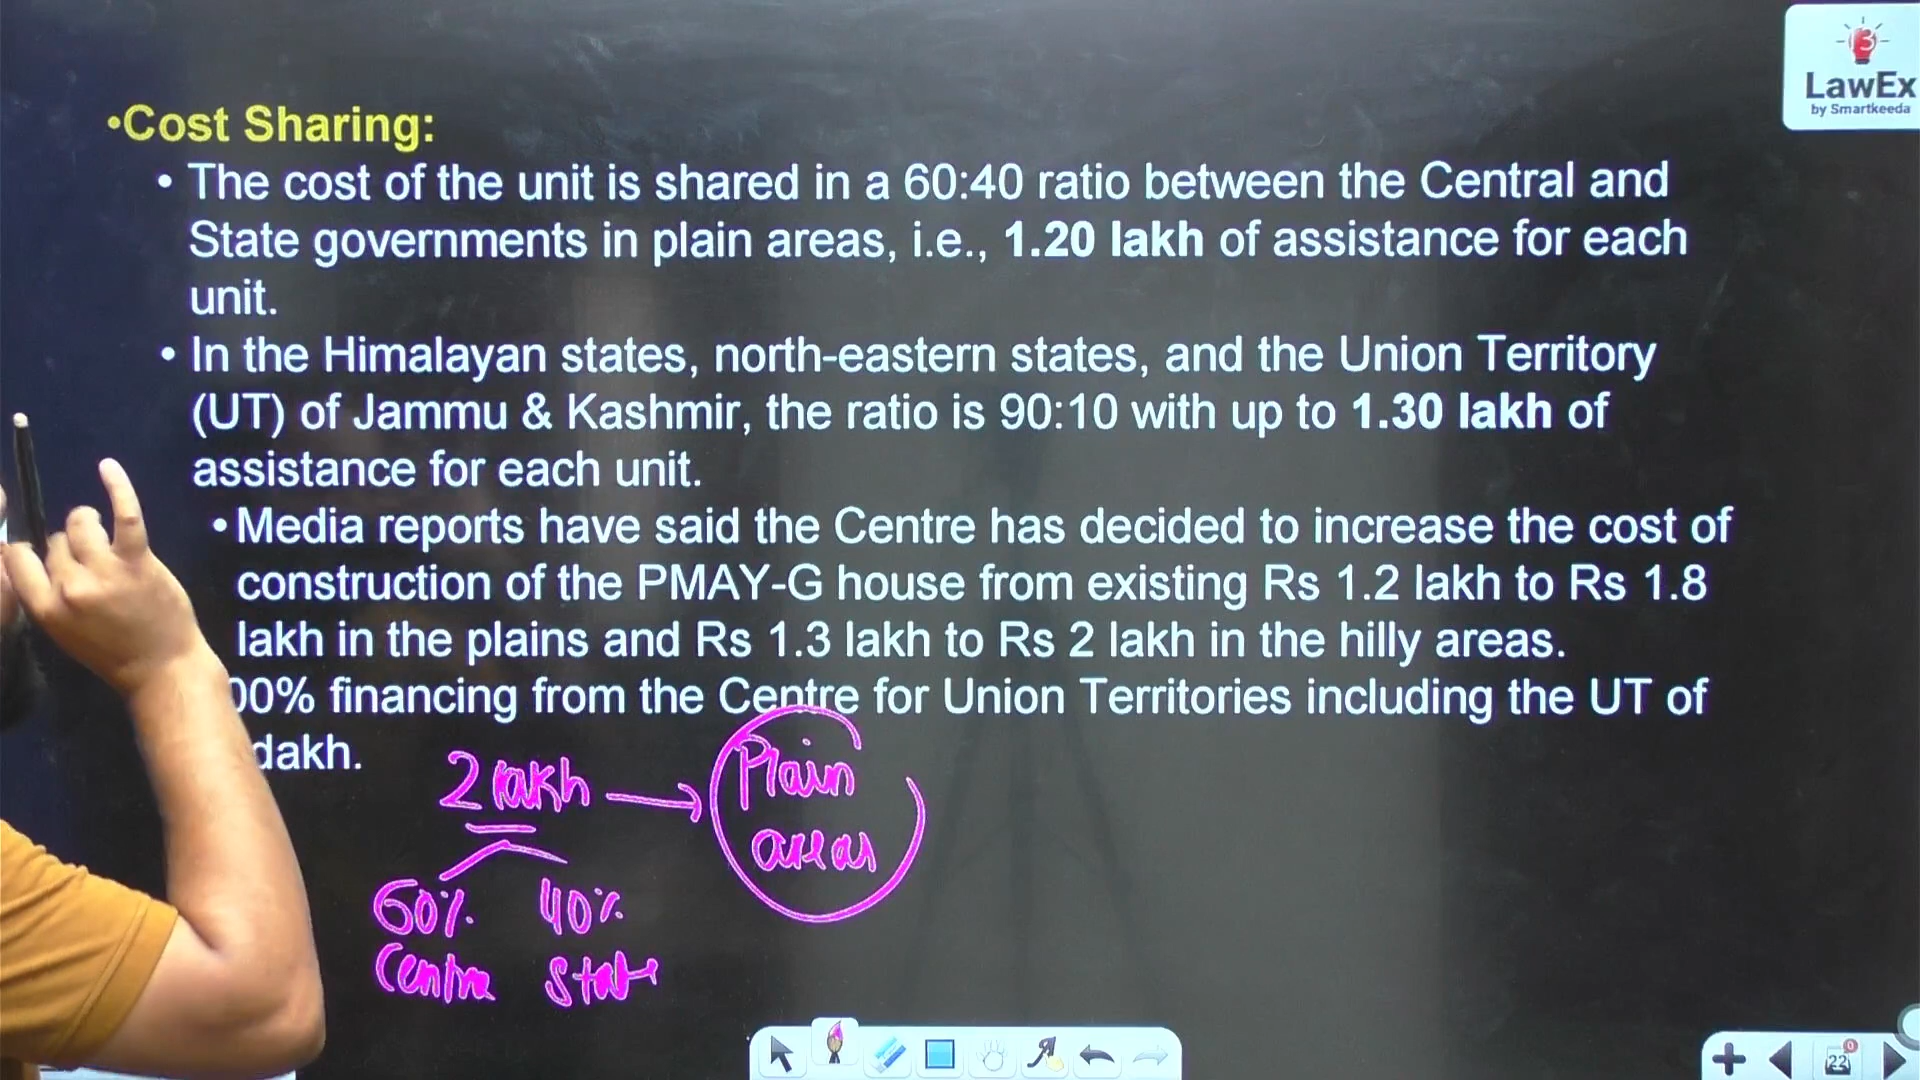 LawEx
by Smartkeeda
•Cost Sharing:
• The cost of the unit is shared in a 60:40 ratio between the Central and
State governments in plain areas, i.e., 1.20 lakh of assistance for each
unit.
• In the Himalayan states, north-eastern states, and the Union Territory
(UT) of Jammu & Kashmir, the ratio is 90:10 with up to 1.30 lakh of
assistance for each unit.
• Media reports have said the Centre has decided to increase the cost of
construction of the PMAY-G house from existing Rs 1.2 lakh to Rs 1.8
lakh in the plains and Rs 1.3 lakh to Rs 2 lakh in the hilly areas.
00% financing from the Centre for Union Territories including the UT of
dakh.
2 lakh → Plain
areas
60% 40%
Centre State
22
0